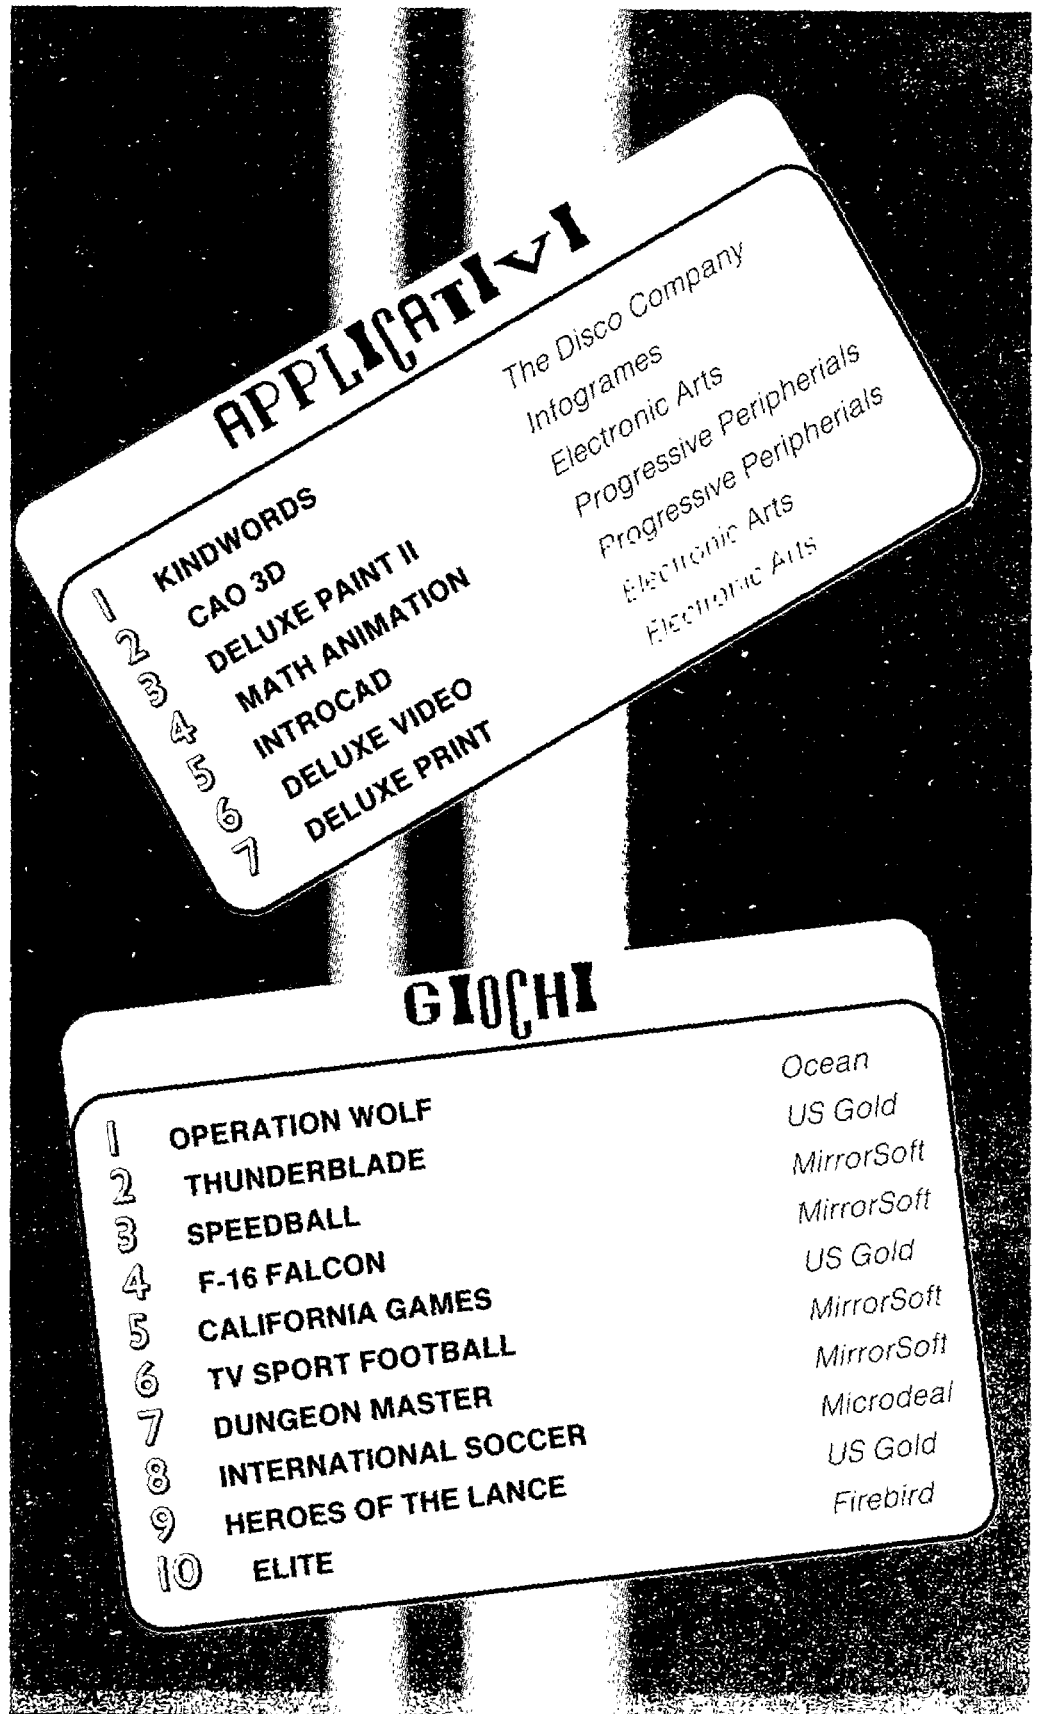 APPLICATIVI
1 KINDWORDS The Disco Company
2 CAO 3D Infogrames
3 DELUXE PAINT II Electronic Arts
4 MATH ANIMATION Progressive Peripherials
5 INTROCAD Progressive Peripherials
6 DELUXE VIDEO Electronic Arts
7 DELUXE PRINT Electronic Arts
GIOCHI
1 OPERATION WOLF Ocean
2 THUNDERBLADE US Gold
3 SPEEDBALL MirrorSoft
4 F-16 FALCON MirrorSoft
5 CALIFORNIA GAMES US Gold
6 TV SPORT FOOTBALL MirrorSoft
7 DUNGEON MASTER MirrorSoft
8 INTERNATIONAL SOCCER Microdeal
9 HEROES OF THE LANCE US Gold
10 ELITE Firebird